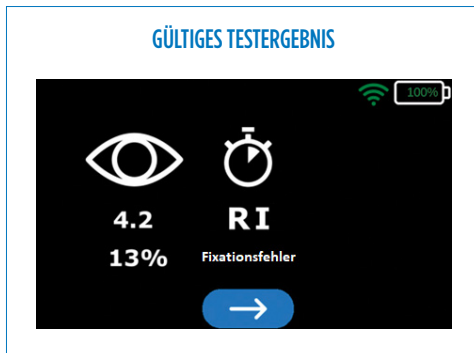 GÜLTIGES TESTERGEBNIS
100%
4.2 RI
13% Fixationsfehler